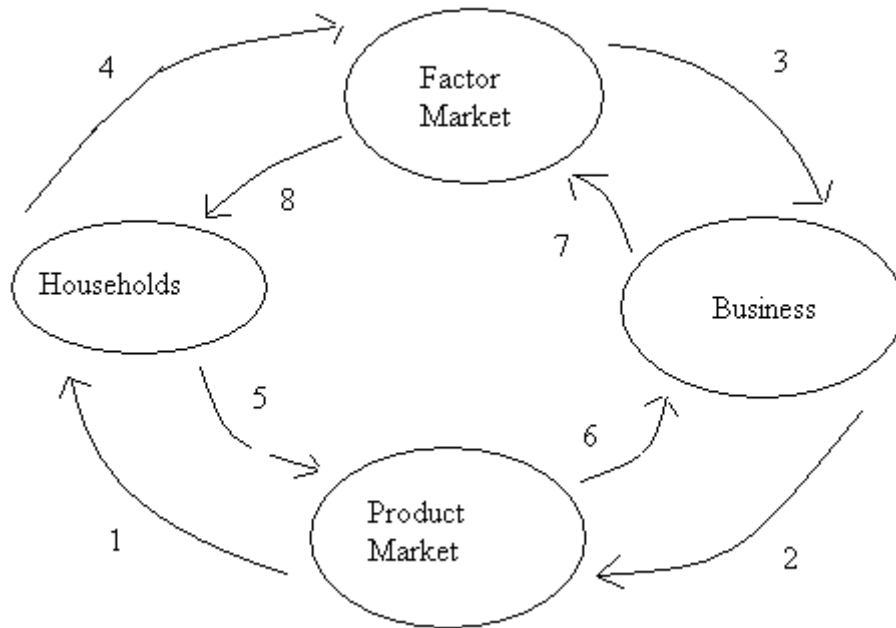 4
3
Factor
Market
8
7
Households
Business
5
6
Product
Market
1
2